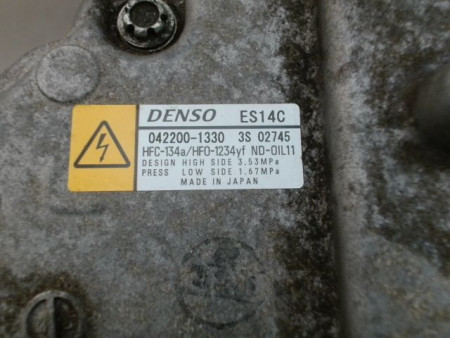 DENSO ES14C
042200-1330 3S 02745
HFC-134a/HFO-1234yf ND-OIL11
DESIGN HIGH SIDE 3.53MPa
PRESS LOW SIDE 1.67MPa
MADE IN JAPAN